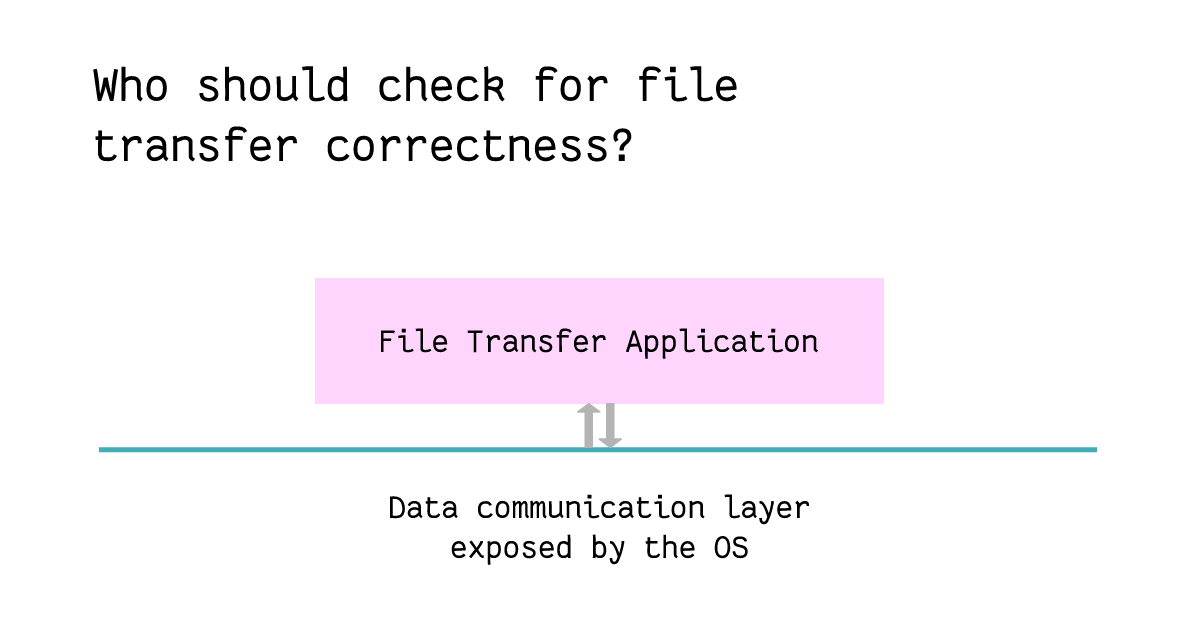 Who should check for file
transfer correctness?
File Transfer Application
Data communication layer
exposed by the OS